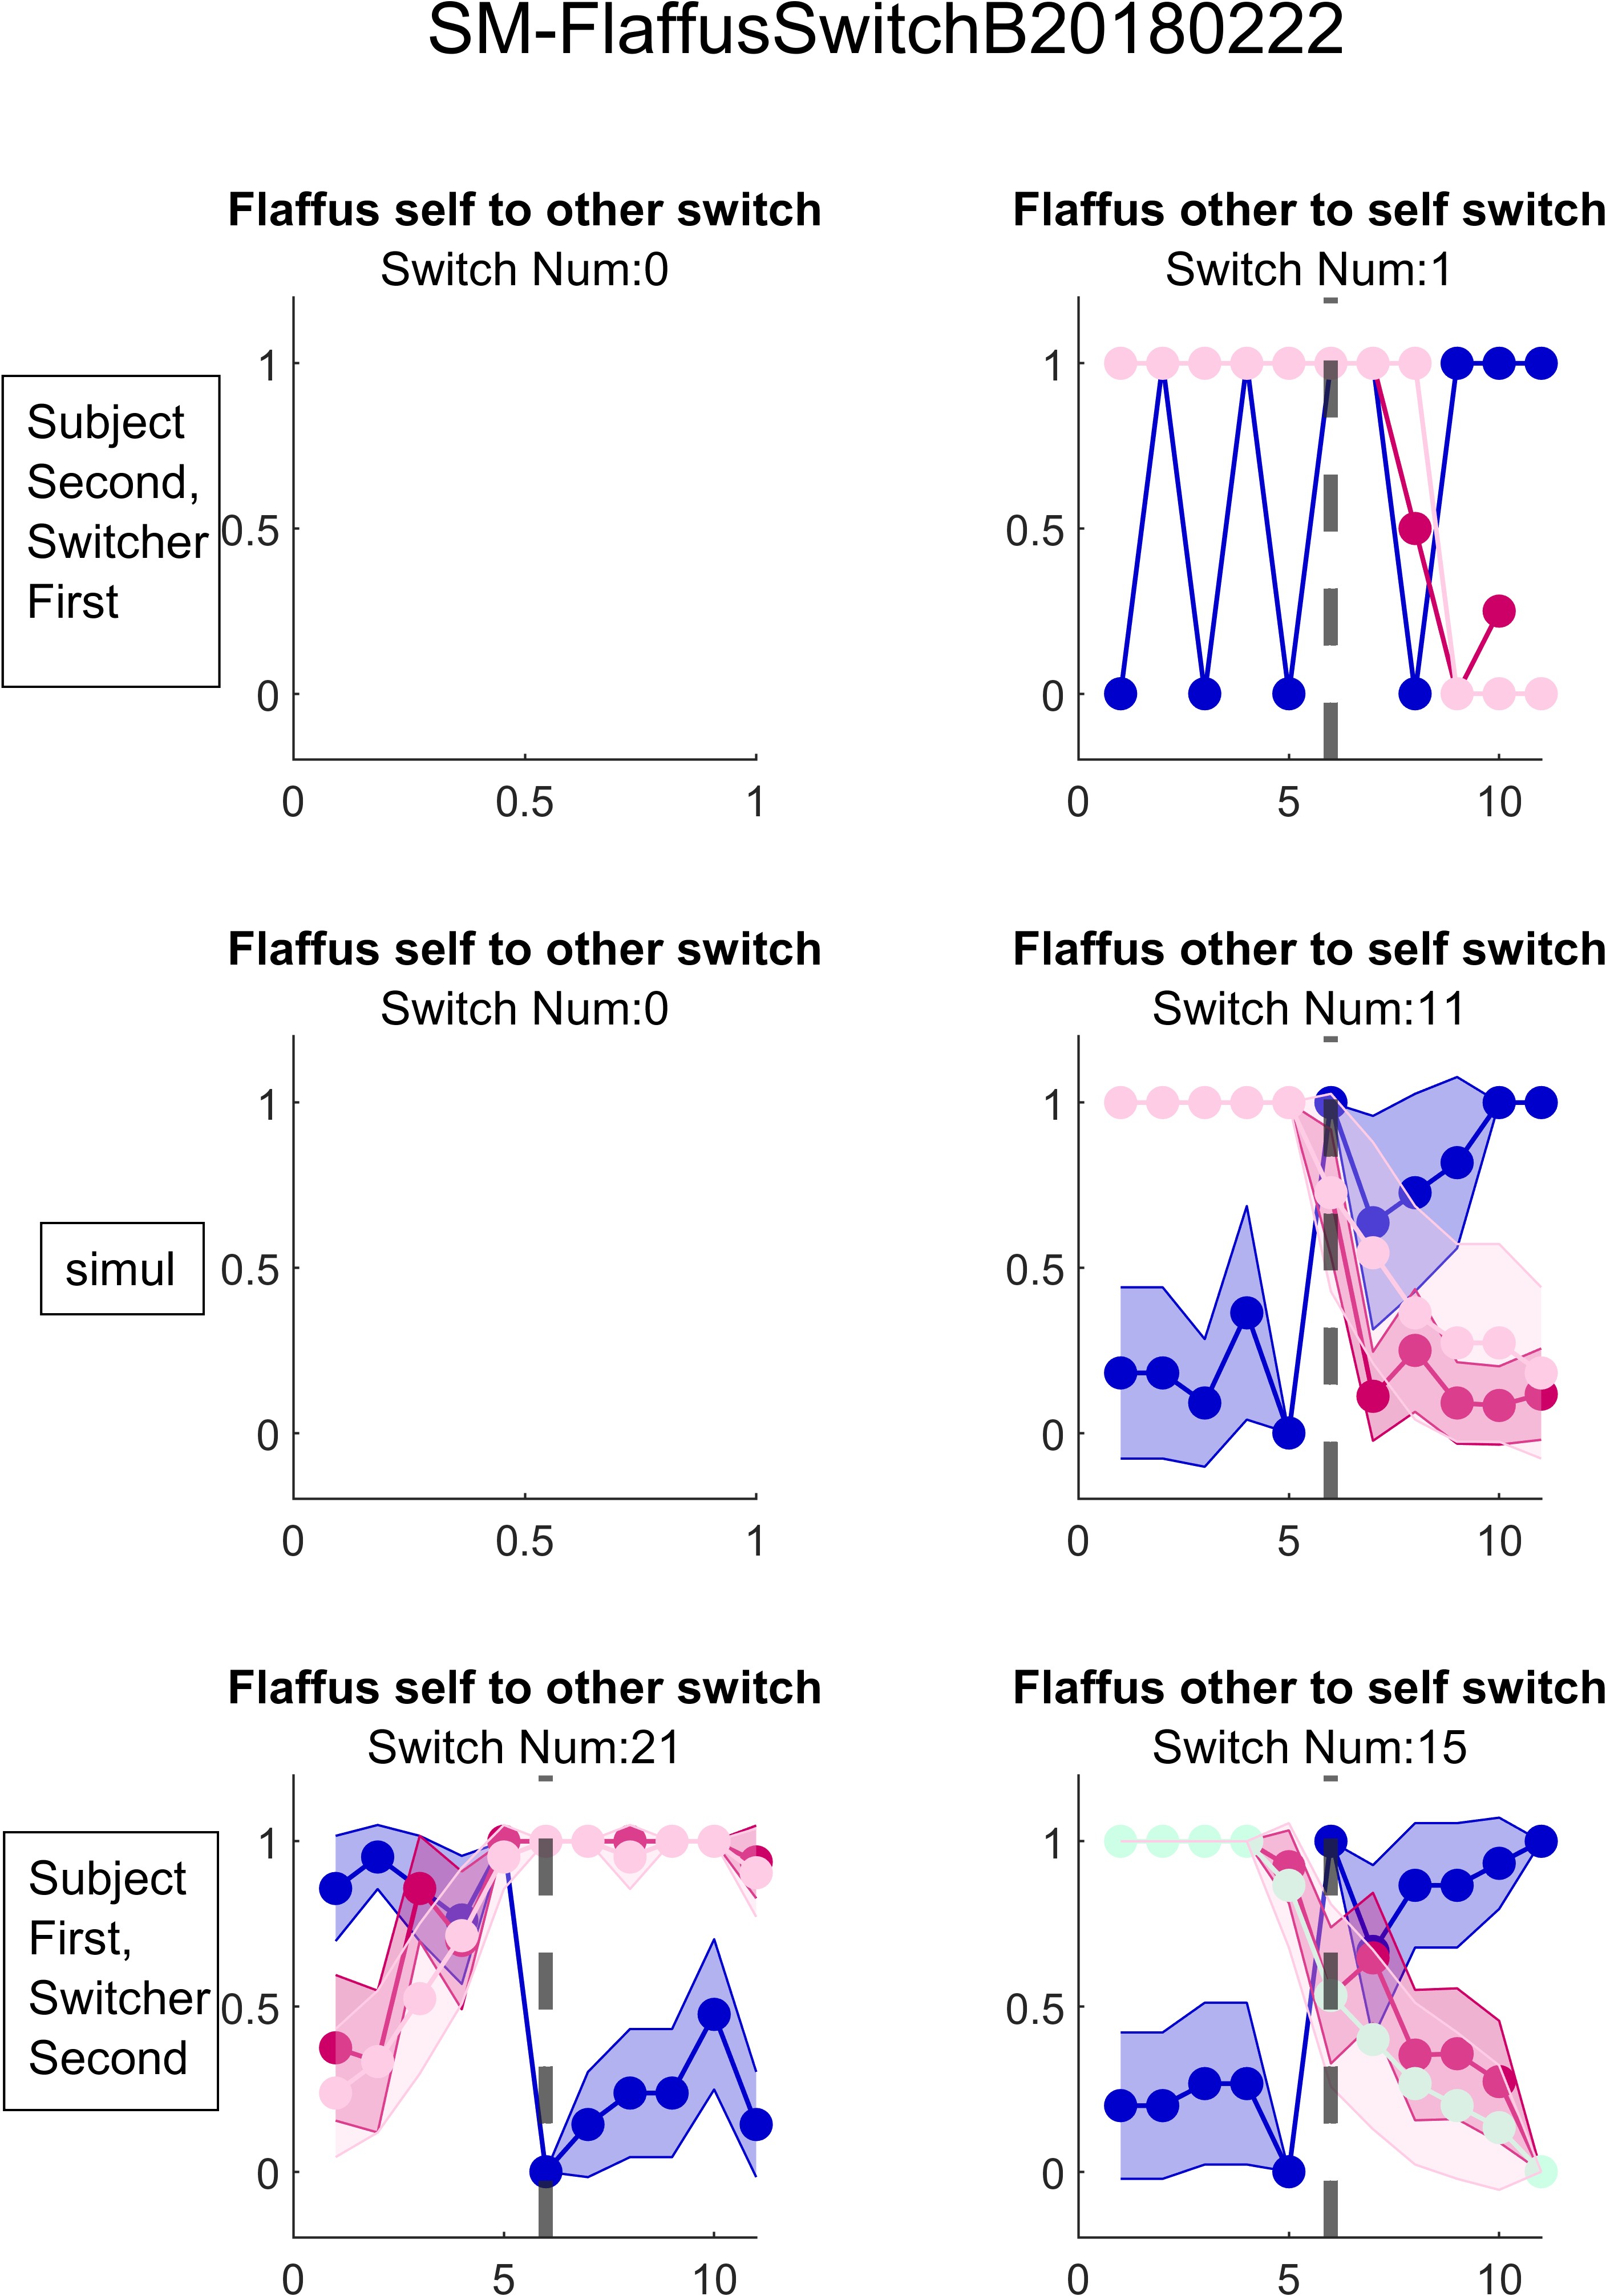 SM-FlaffusSwitchB20180222
Flaffus self to other switch
Switch Num:0
Flaffus other to self switch
Switch Num:1
Subject
Second,
Switcher
First
1
0.5
0
0 0.5 1
1
0.5
0
0 5 10
Flaffus self to other switch
Switch Num:0
Flaffus other to self switch
Switch Num:11
simul
1
0.5
0
0 0.5 1
1
0.5
0
0 5 10
Flaffus self to other switch
Switch Num:21
Flaffus other to self switch
Switch Num:15
Subject
First,
Switcher
Second
1
0.5
0
0 5 10
1
0.5
0
0 5 10